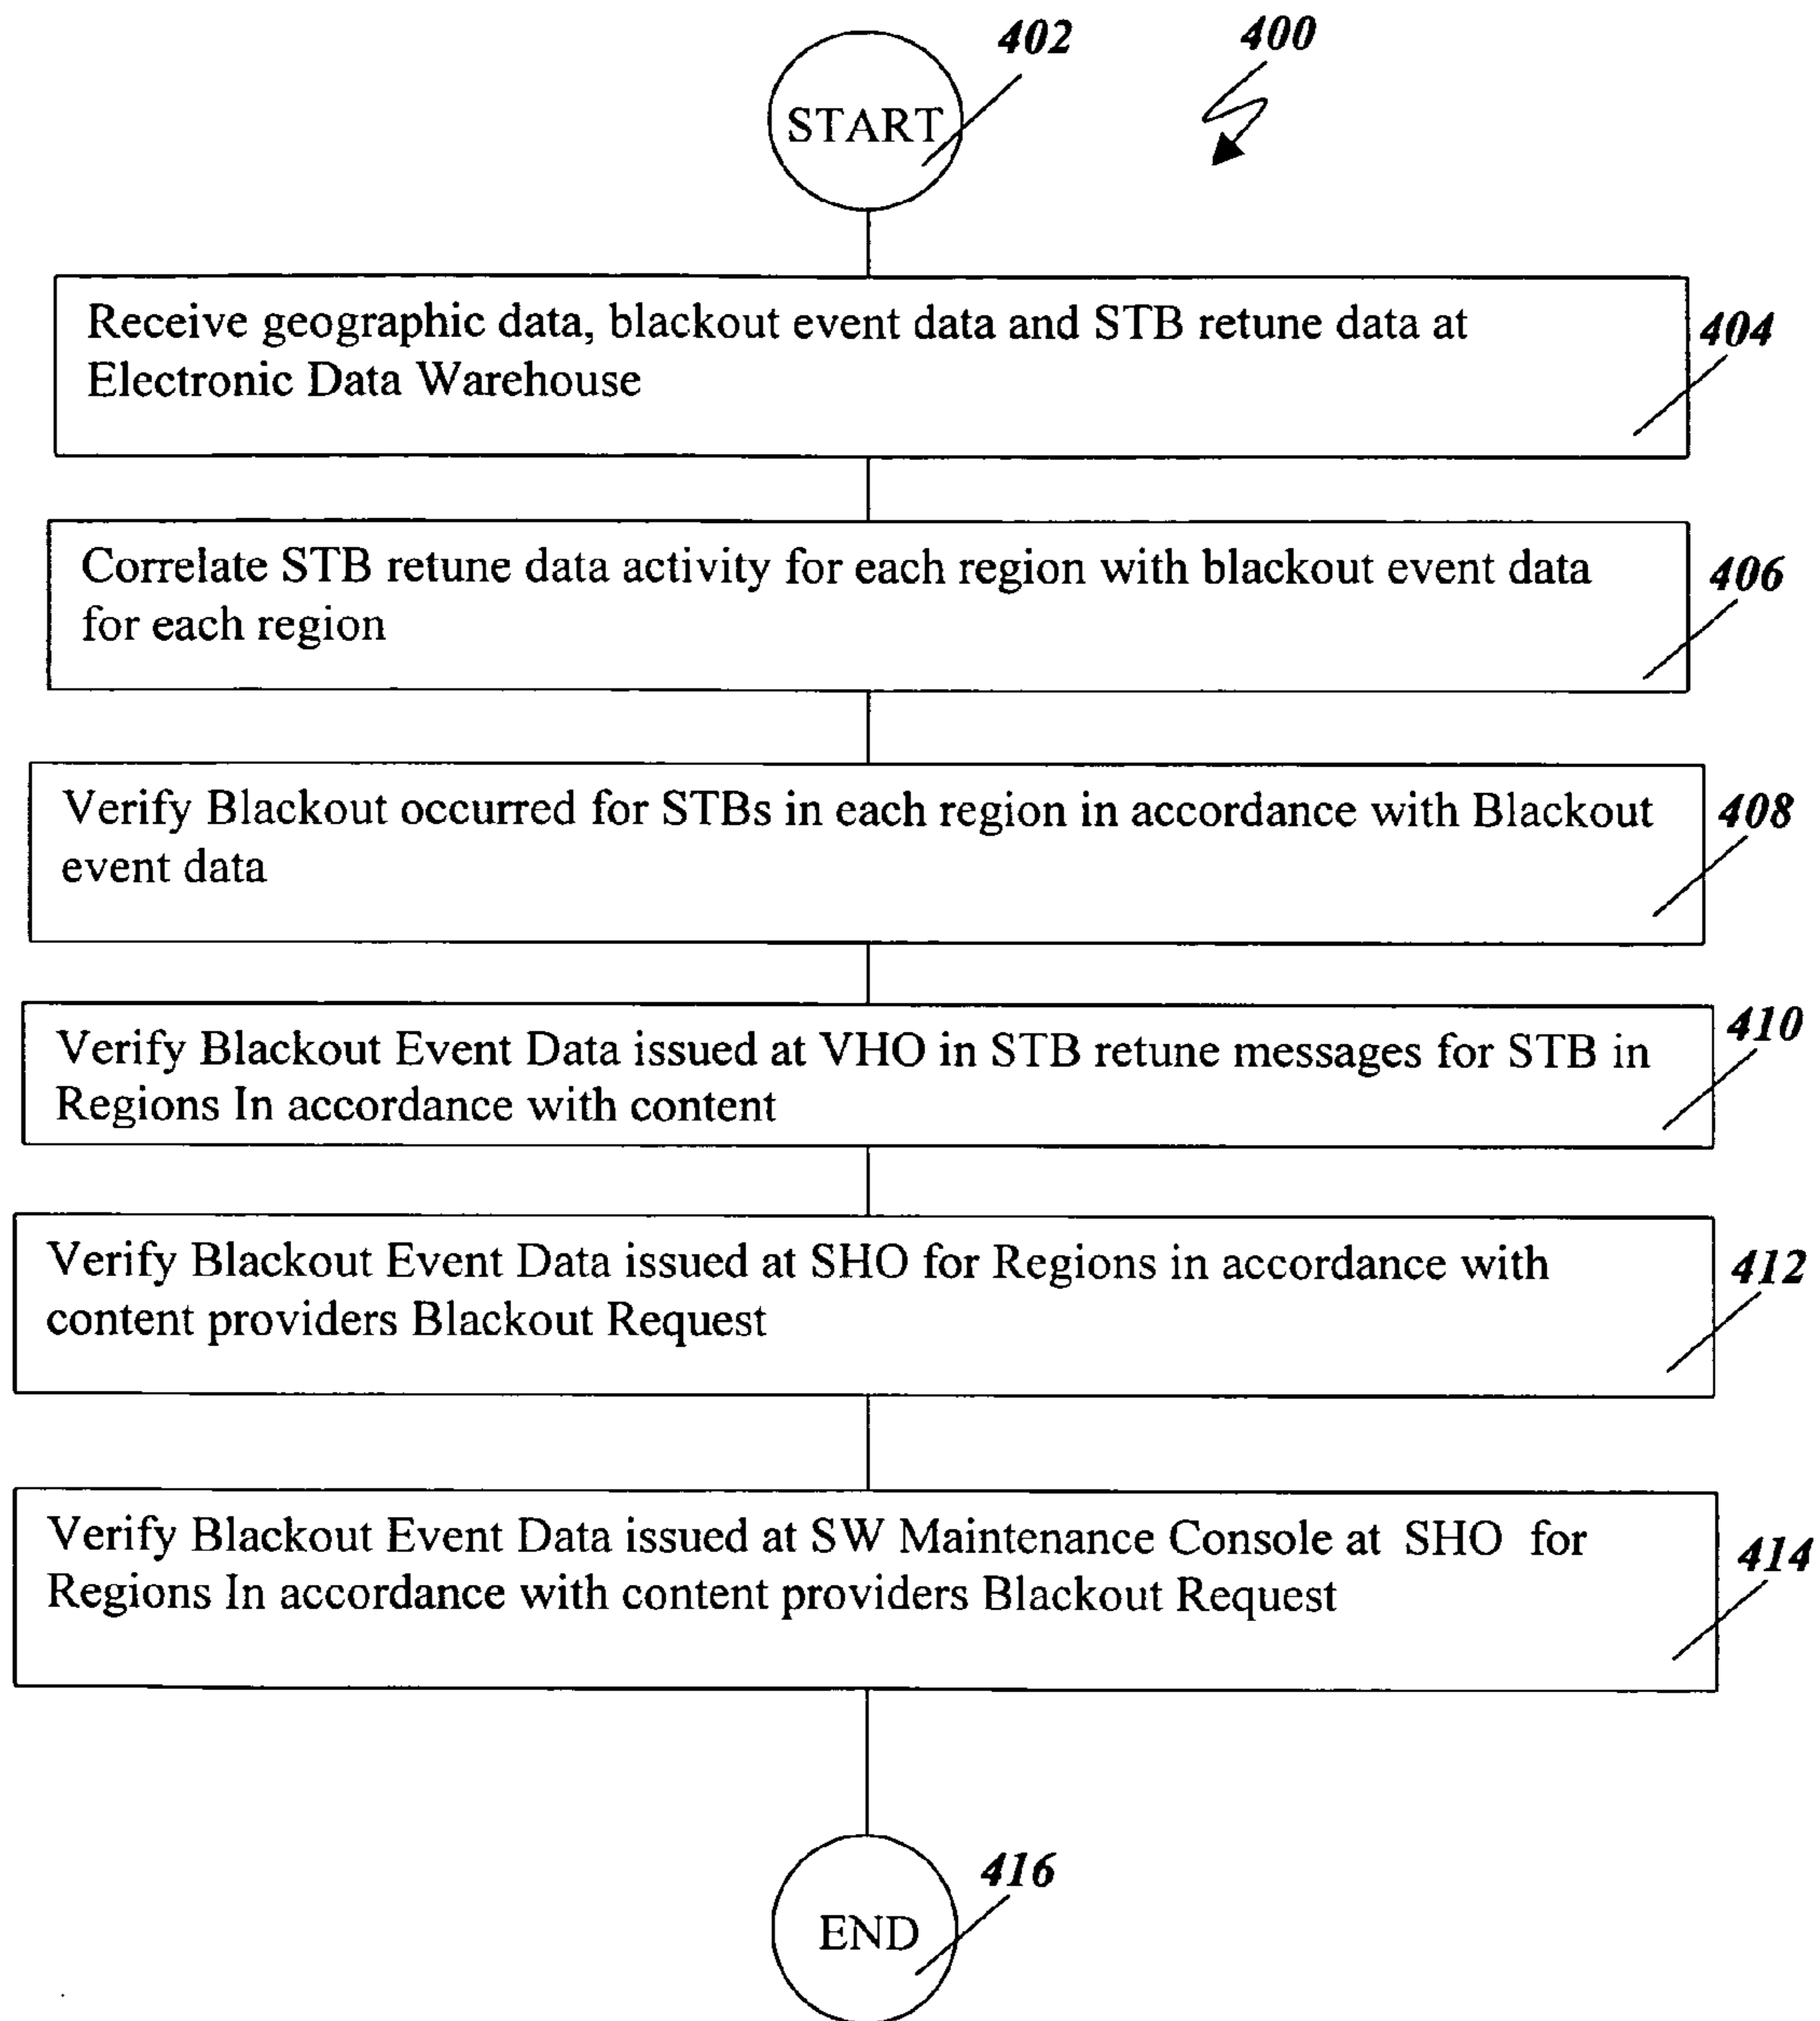 402
400
START
Receive geographic data, blackout event data and STB retune data at
Electronic Data Warehouse
404
Correlate STB retune data activity for each region with blackout event data
for each region
406
Verify Blackout occurred for STBs in each region in accordance with Blackout
event data
408
Verify Blackout Event Data issued at VHO in STB retune messages for STB in
Regions In accordance with content
410
Verify Blackout Event Data issued at SHO for Regions in accordance with
content providers Blackout Request
412
Verify Blackout Event Data issued at SW Maintenance Console at SHO for
Regions In accordance with content providers Blackout Request
414
416
END